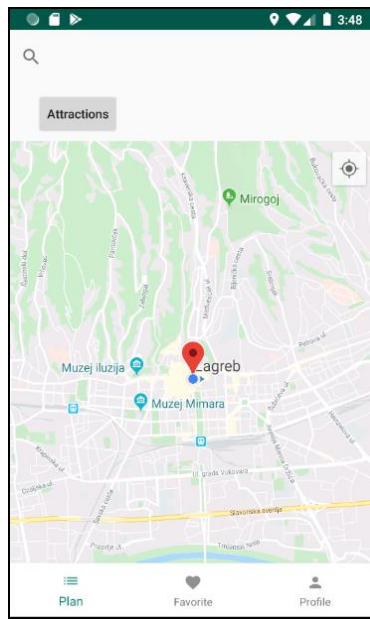 3:48
Attractions
Mirogoj
Muzej iluzija
Zagreb
Muzej Mimara
Ul. grada Vukovara
Slavonska avenija
Plan
Favorite
Profile